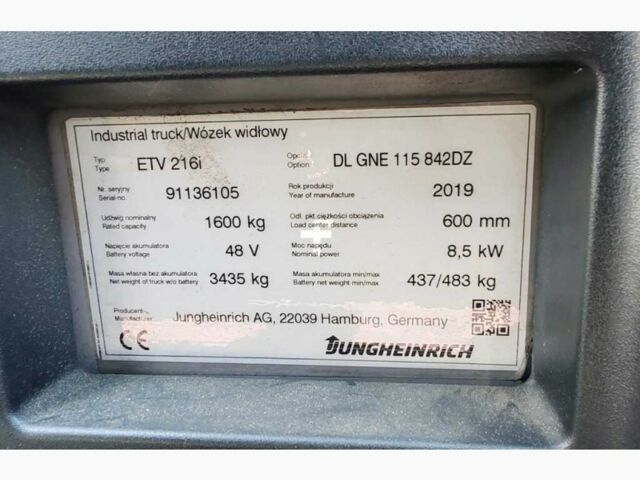 Industrial truck/Wózek widłowy
Typ
Type ETV 216i Opcja
Option DL GNE 115 842DZ
Nr. seryjny
Serial-no. 91136105 Rok produkcji
Year of manufacture 2019
Udźwig nominalny
Rated capacity 1600 kg Odl. pkt ciężkości obciążenia
Load center distance 600 mm
Napięcie akumulatora
Battery voltage 48 V Moc napędu
Nominal power 8,5 kW
Masa własna bez akumulatora
Net weight of truck w/o battery 3435 kg Masa akumulatora min/max
Battery net weight min/max 437/483 kg
Producent
Manufacturer Jungheinrich AG, 22039 Hamburg, Germany
CE JUNGHEINRICH